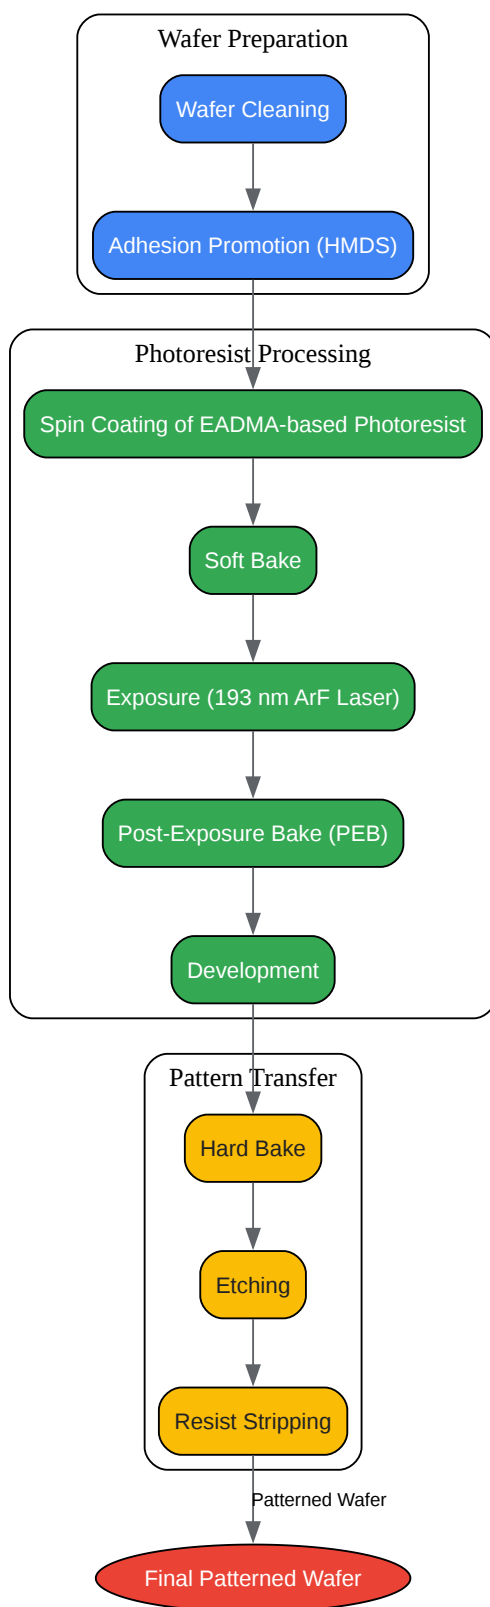 Wafer Preparation
Wafer Cleaning
Adhesion Promotion (HMDS)
Photoresist Processing
Spin Coating of EADMA-based Photoresist
Soft Bake
Exposure (193 nm ArF Laser)
Post-Exposure Bake (PEB)
Development
Pattern Transfer
Hard Bake
Etching
Resist Stripping
Patterned Wafer
Final Patterned Wafer